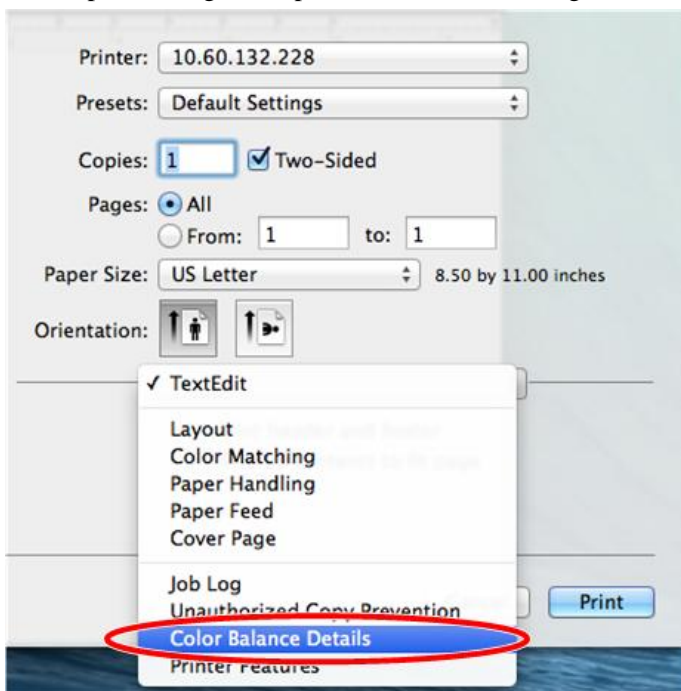 Printer: 10.60.132.228
Presets: Default Settings
Copies: 1 Two-Sided
Pages: All
From: 1 to: 1
Paper Size: US Letter 8.50 by 11.00 inches
Orientation:
✓ TextEdit
Layout
Color Matching
Paper Handling
Paper Feed
Cover Page
Job Log
Unauthorized Copy Prevention
Print
Color Balance Details
Printer Features